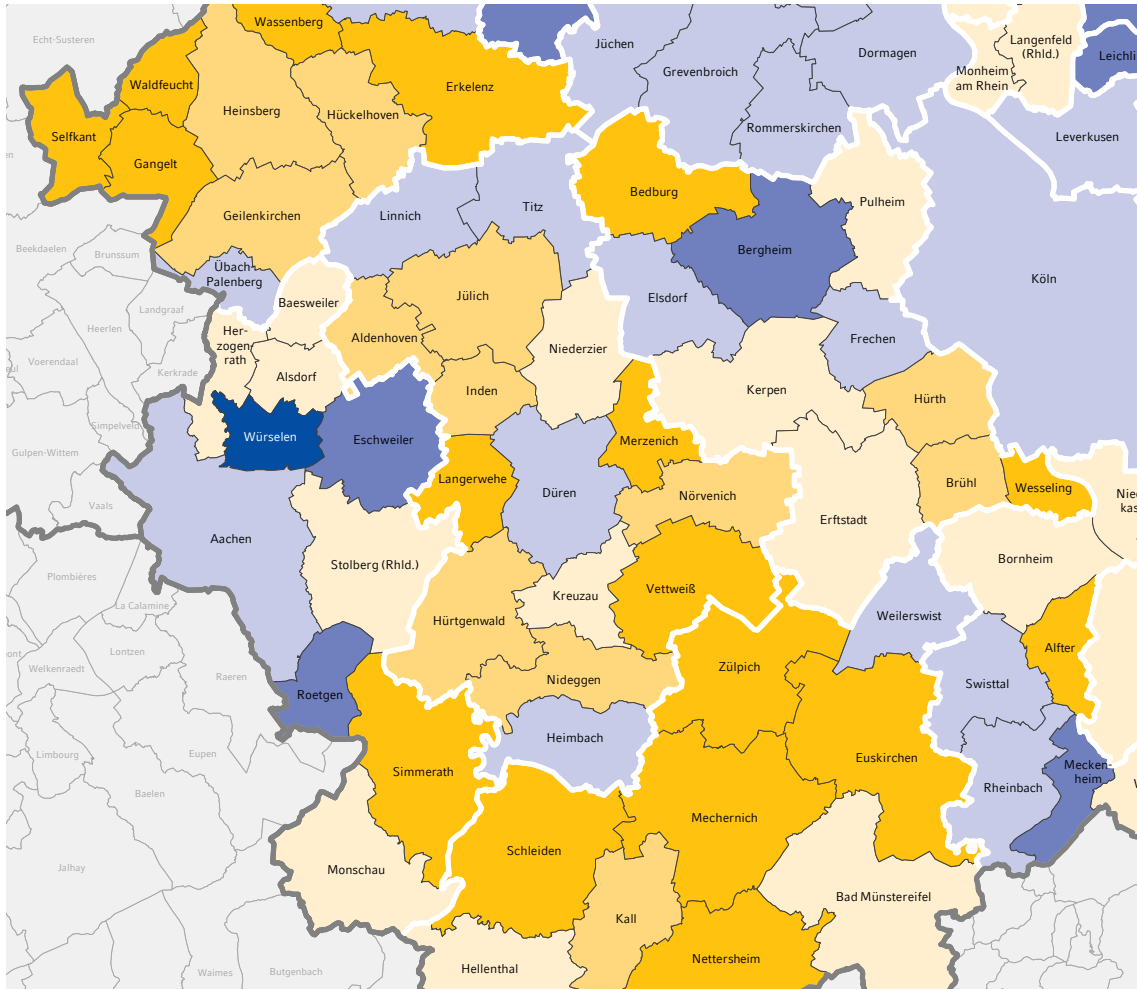 Echt-Susteren
Wassenberg
Jüchen
Dormagen
Langenfeld
(Rhld.)
Leichli
Grevenbroich
Monheim
am Rhein
Waldfeucht
Erkelenz
Heinsberg
Hückelhoven
Rommerskirchen
Leverkusen
Selfkant
Gangelt
Bedburg
Pulheim
Titz
Linnich
Geilenkirchen
Beekdaelen
Brunssum
Bergheim
Übach-
Palenberg
Köln
Elsdorf
Jülich
Baesweiler
Landgraaf
Heerlen
Her-
zogen-
rath
Aldenhoven
Frechen
Niederzier
Voerendaal
Kerkrade
Alsdorf
Inden
Kerpen
Hürth
Simpelveld
Würselen
Eschweiler
Merzenich
Gulpen-Wittem
Langerwehe
Brühl
Wesseling
Düren
Nörvenich
Nied
kas
Vaals
Erftstadt
Aachen
Bornheim
Stolberg (Rhld.)
Plombières
Vettweiß
Kreuzau
La Calamine
Weilerswist
Hürtgenwald
Alfter
ont
Lontzen
Welkenraedt
Zülpich
Raeren
Nideggen
Swisttal
Roetgen
Heimbach
Limbourg
Eupen
Euskirchen
Simmerath
Mecken-
heim
Rheinbach
Baelen
Mechernich
Schleiden
Jalhay
Monschau
Bad Münstereifel
Kall
Nettersheim
Hellenthal
Waimes
Butgenbach